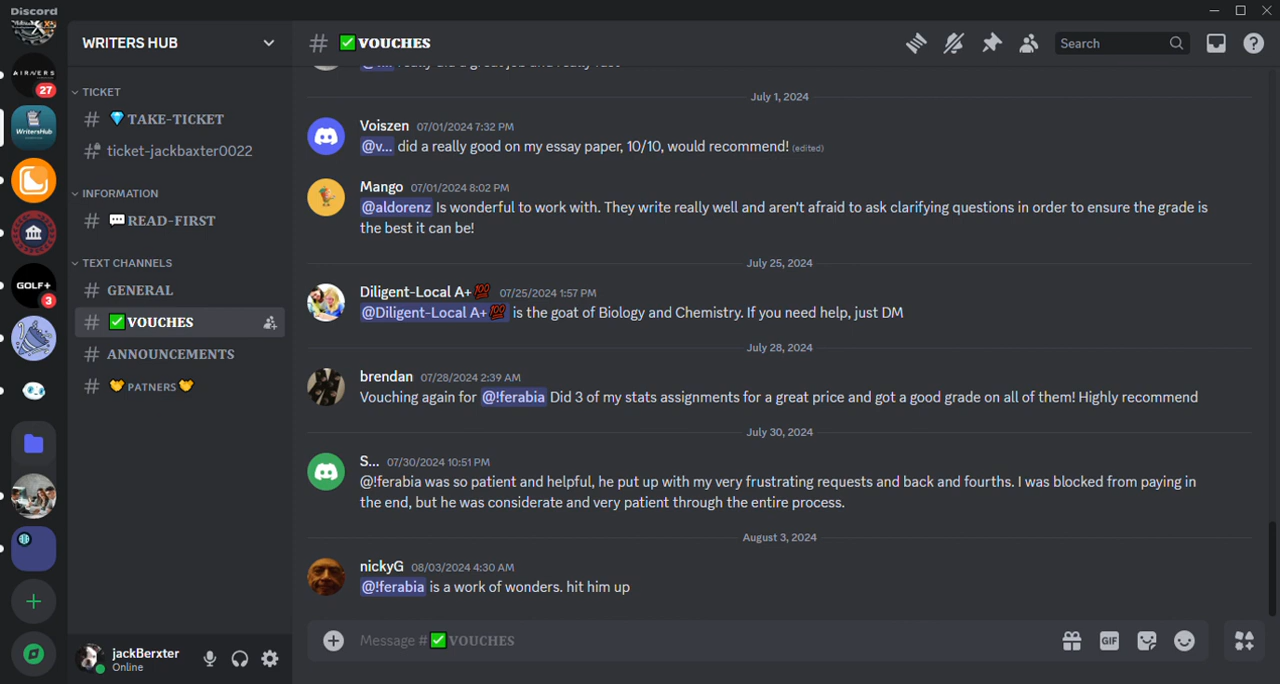 Discord
WRITERS HUB
TICKET
# 💎 TAKE-TICKET
# ticket-jackbaxter0022
INFORMATION
# 💬 READ-FIRST
TEXT CHANNELS
# GENERAL
# ✅ VOUCHES
# ANNOUNCEMENTS
# 🤝 PATNERS 🤝
AIRVERS
27
WritersHub
GOLF+
3
jackBerxter
Online
# ✅ VOUCHES
Search
July 1, 2024
Voiszen 07/01/2024 7:32 PM
@v... did a really good on my essay paper, 10/10, would recommend! (edited)
Mango 07/01/2024 8:02 PM
@aldorenz Is wonderful to work with. They write really well and aren't afraid to ask clarifying questions in order to ensure the grade is
the best it can be!
July 25, 2024
Diligent-Local A+💯 07/25/2024 1:57 PM
@Diligent-Local A+💯 is the goat of Biology and Chemistry. If you need help, just DM
July 28, 2024
brendan 07/28/2024 2:39 AM
Vouching again for @!ferabia Did 3 of my stats assignments for a great price and got a good grade on all of them! Highly recommend
July 30, 2024
S... 07/30/2024 10:51 PM
@!ferabia was so patient and helpful, he put up with my very frustrating requests and back and fourths. I was blocked from paying in
the end, but he was considerate and very patient through the entire process.
August 3, 2024
nickyG 08/03/2024 4:30 AM
@!ferabia is a work of wonders. hit him up
Message # ✅ VOUCHES
GIF